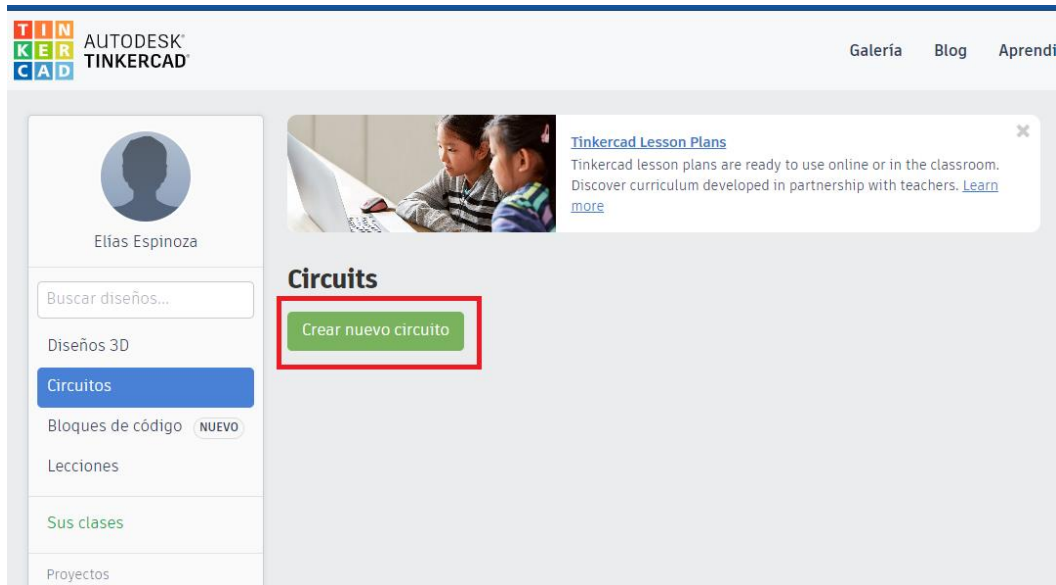 TIN
KER
CAD
AUTODESK®
TINKERCAD®
Galería
Blog
Aprendi
Elías Espinoza
Buscar diseños...
Diseños 3D
Circuitos
Bloques de código NUEVO
Lecciones
Sus clases
Proyectos
Tinkercad Lesson Plans
Tinkercad lesson plans are ready to use online or in the classroom.
Discover curriculum developed in partnership with teachers. Learn
more
Circuits
Crear nuevo circuito